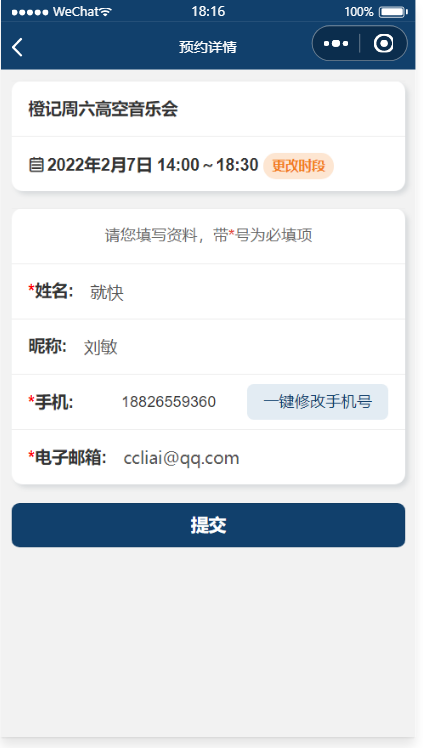 WeChat 18:16 100%
预约详情
橙记周六高空音乐会
2022年2月7日 14:00～18:30 更改时段
请您填写资料，带*号为必填项
*姓名: 就快
昵称: 刘敏
*手机: 18826559360 一键修改手机号
*电子邮箱: ccliai@qq.com
提交